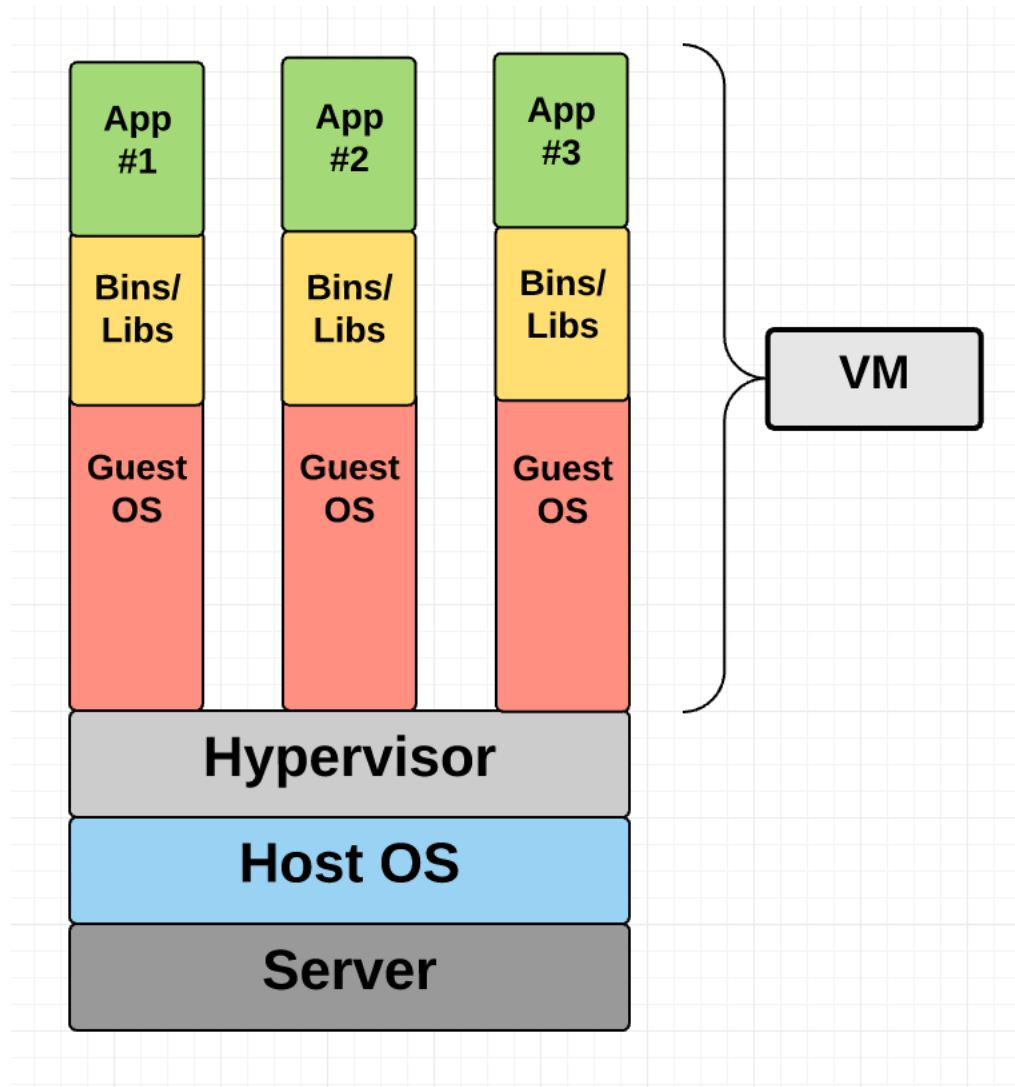 App
#1
App
#2
App
#3
Bins/
Libs
Bins/
Libs
Bins/
Libs
VM
Guest
OS
Guest
OS
Guest
OS
Hypervisor
Host OS
Server